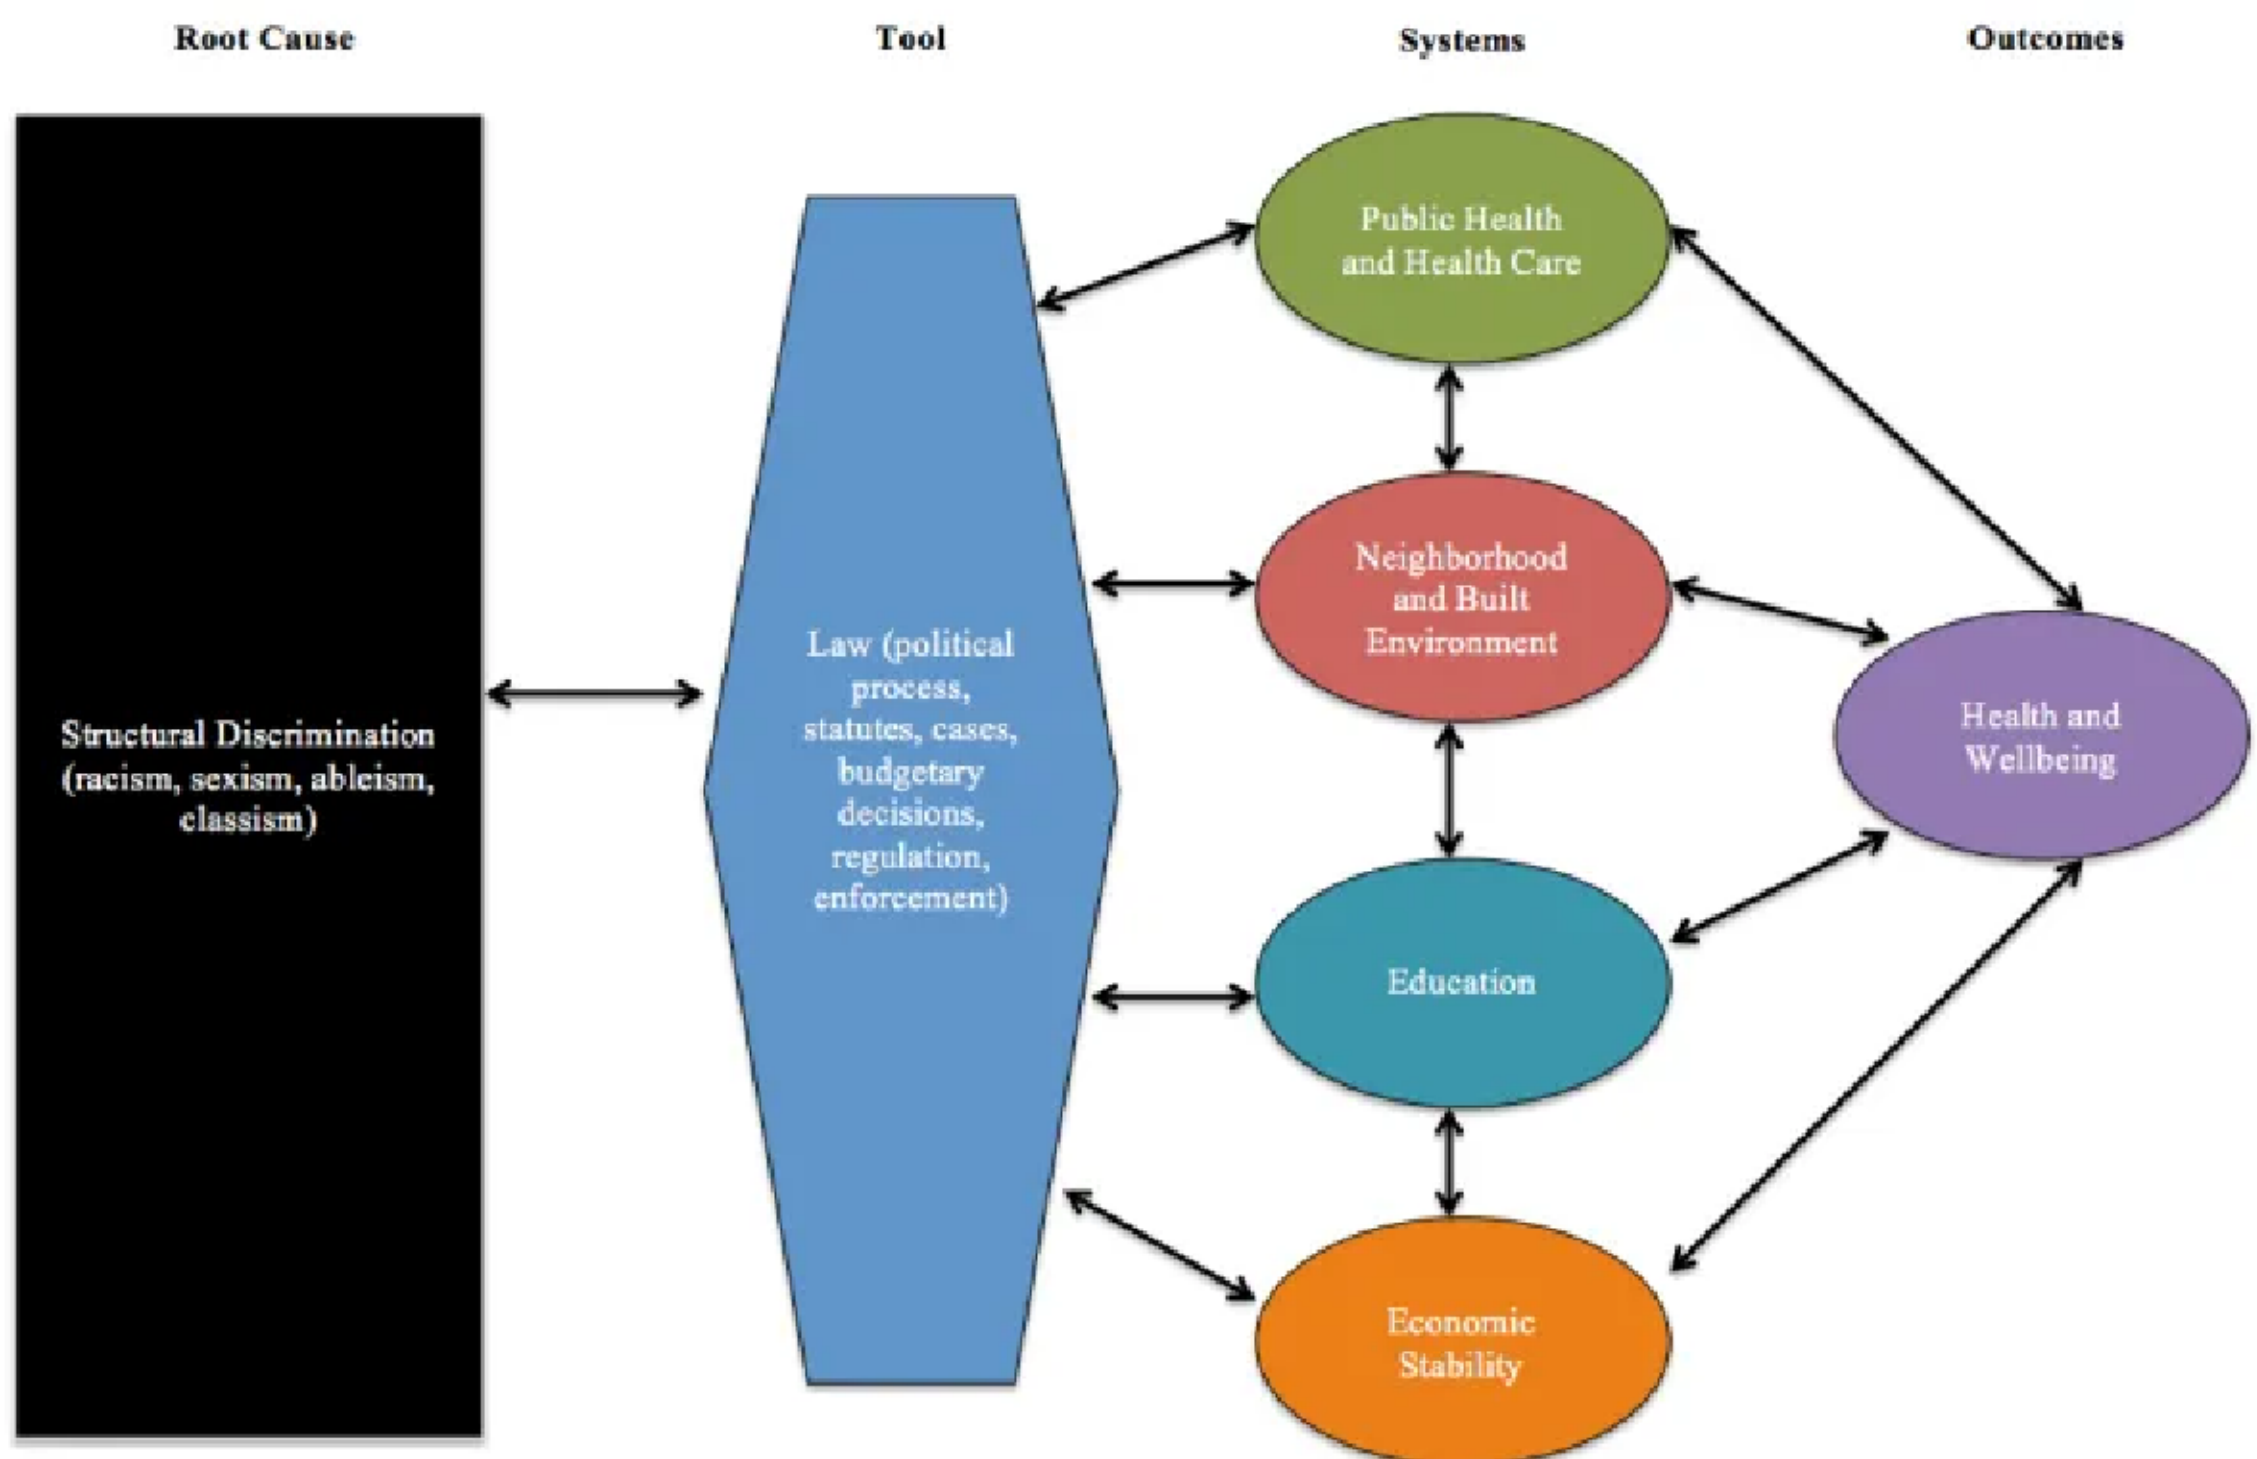 Root Cause
Tool
Systems
Outcomes
Structural Discrimination
(racism, sexism, ableism,
classism)
Law (political
process,
statutes, cases,
budgetary
decisions,
regulation,
enforcement)
Public Health
and Health Care
Neighborhood
and Built
Environment
Education
Economic
Stability
Health and
Wellbeing